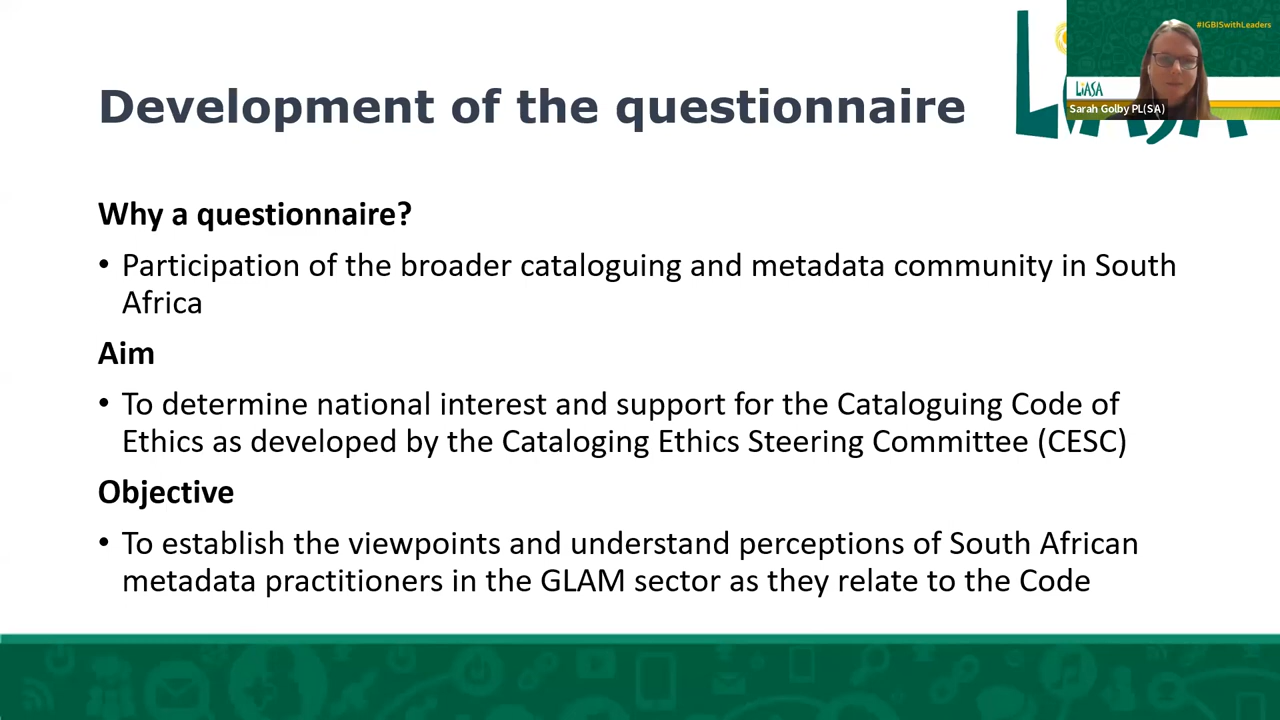 #IGBISwithLeaders
LIASA
Sarah Golby PL(SA)
Development of the questionnaire
Why a questionnaire?
• Participation of the broader cataloguing and metadata community in South
Africa
Aim
• To determine national interest and support for the Cataloguing Code of
Ethics as developed by the Cataloging Ethics Steering Committee (CESC)
Objective
• To establish the viewpoints and understand perceptions of South African
metadata practitioners in the GLAM sector as they relate to the Code